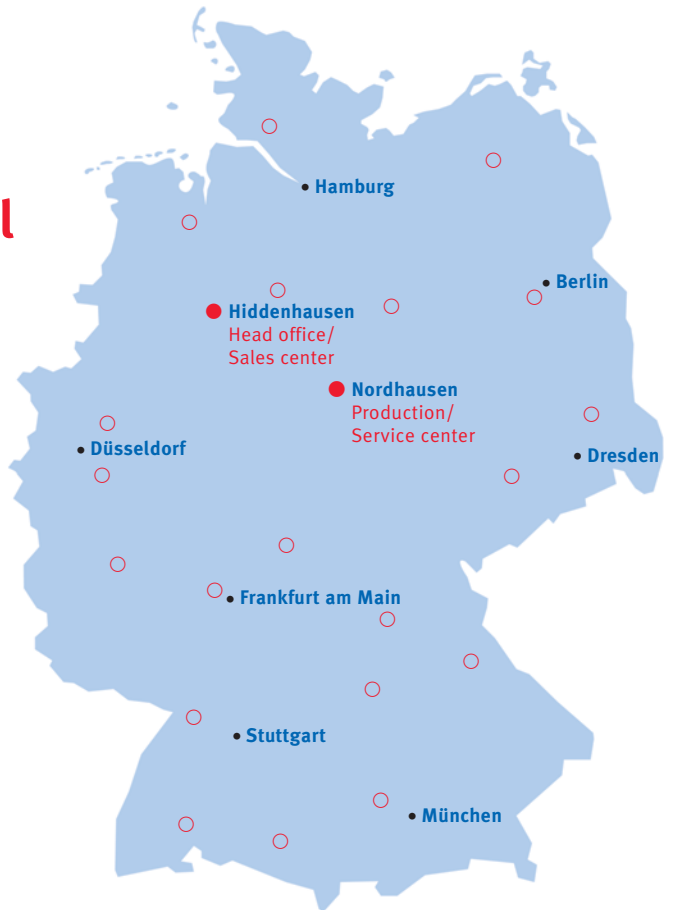 l
Hamburg
Berlin
Hiddenhausen
Head office/
Sales center
Nordhausen
Production/
Service center
Düsseldorf
Dresden
Frankfurt am Main
Stuttgart
München